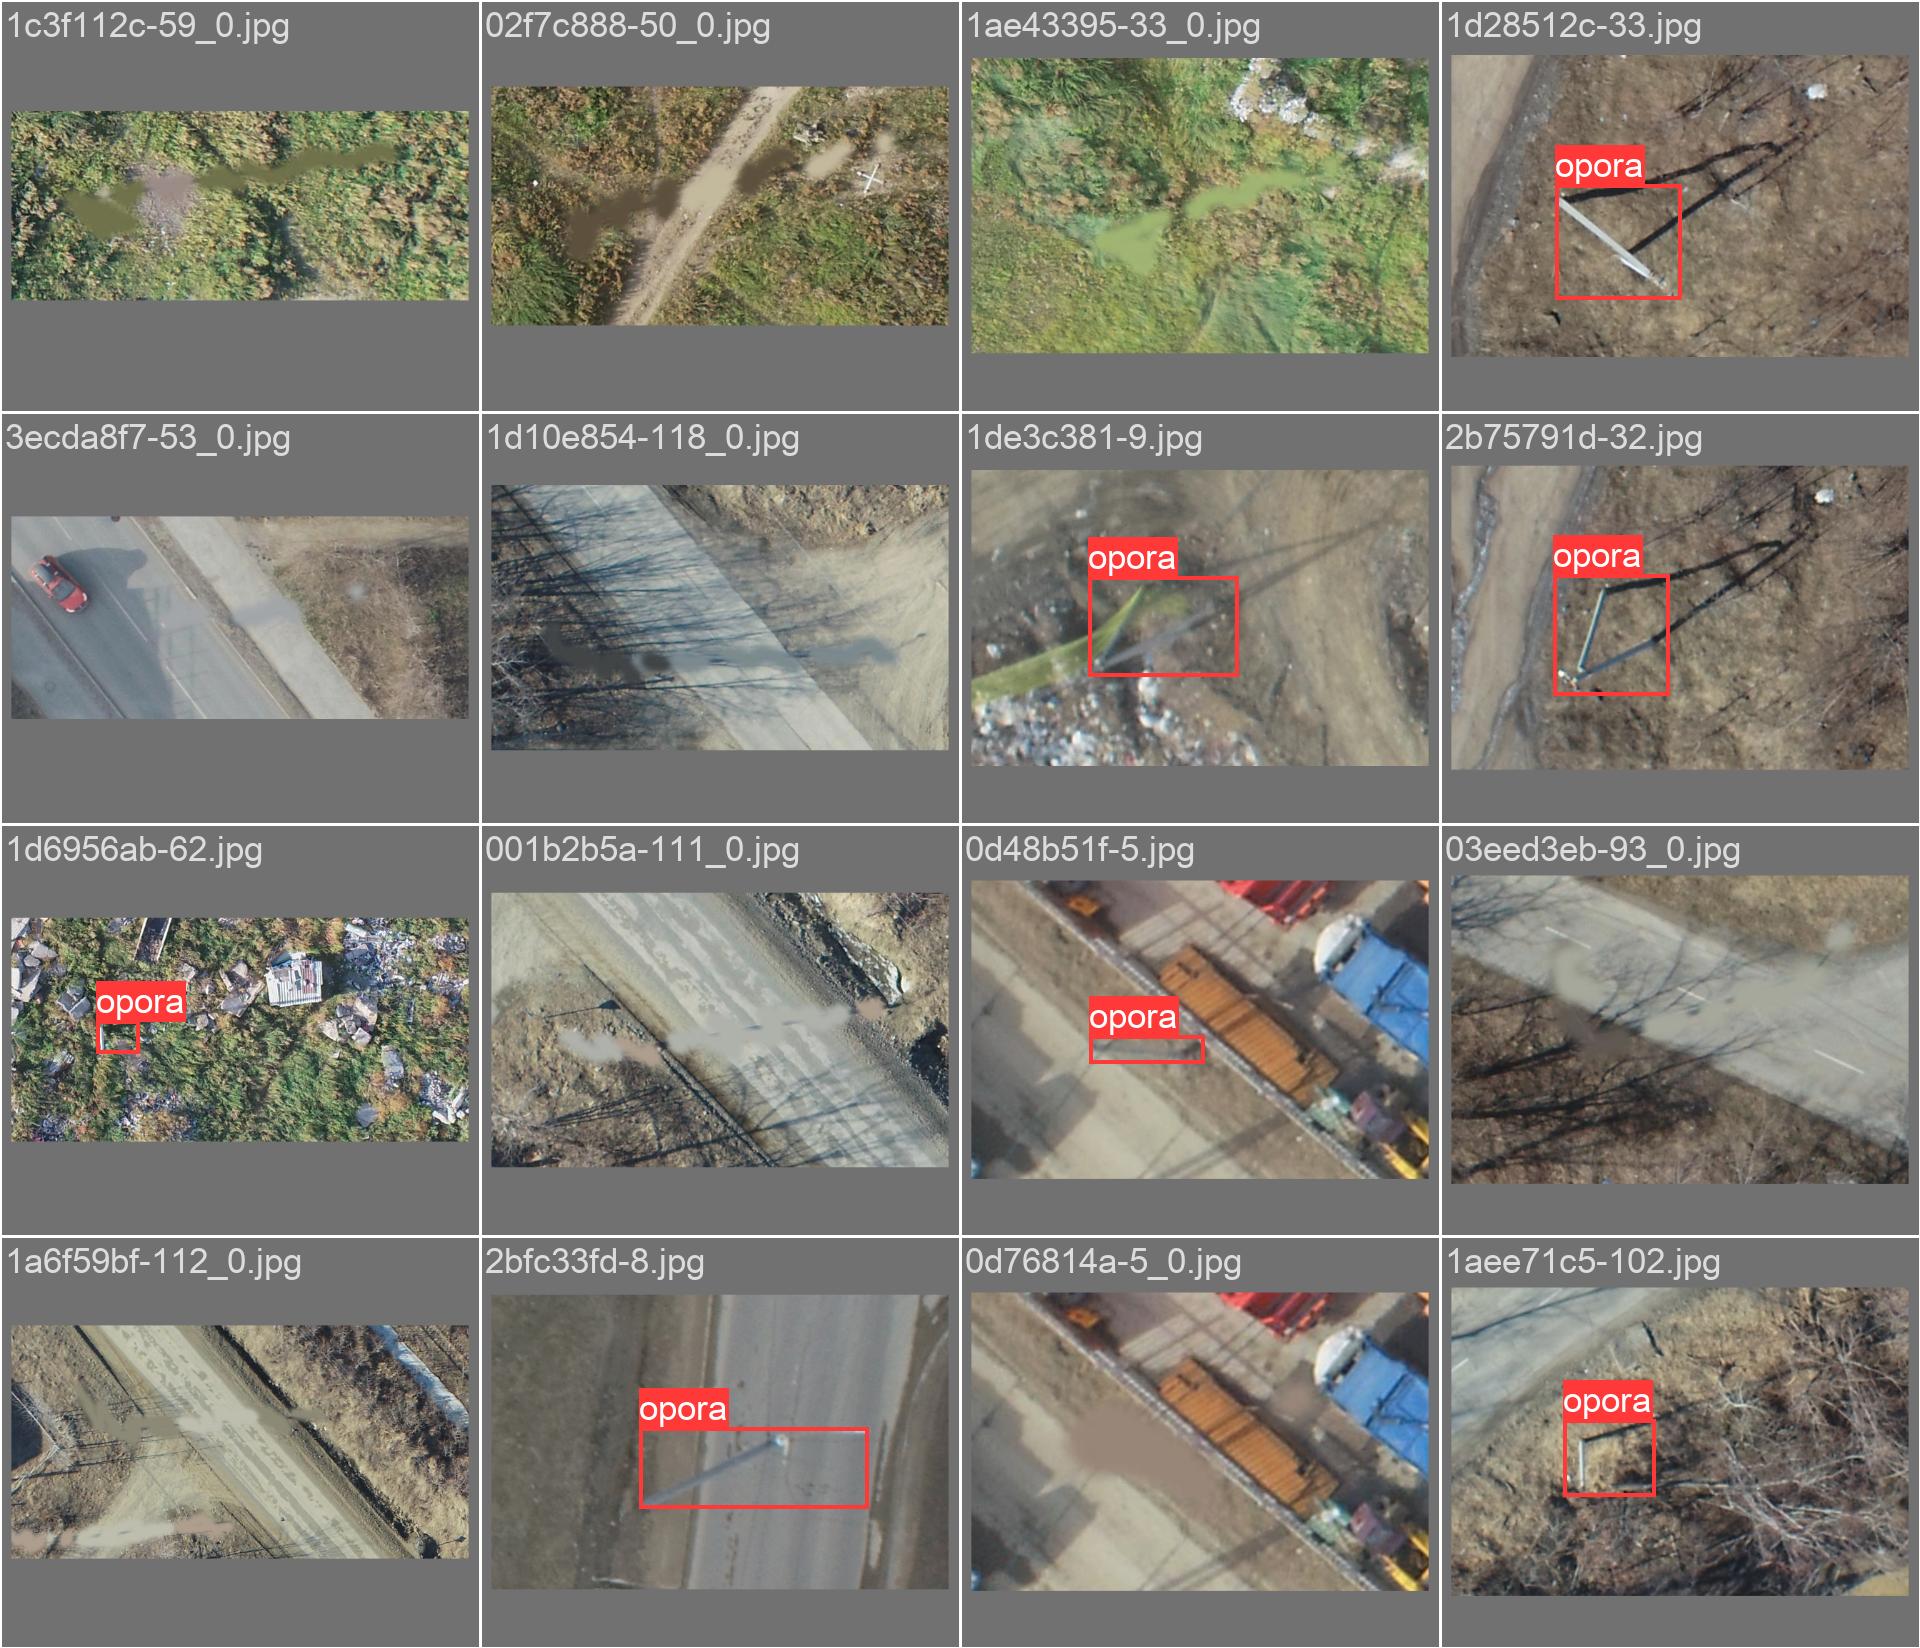 1c3f112c-59_0.jpg
02f7c888-50_0.jpg
1ae43395-33_0.jpg
1d28512c-33.jpg
opora
3ecda8f7-53_0.jpg
1d10e854-118_0.jpg
1de3c381-9.jpg
2b75791d-32.jpg
opora
opora
1d6956ab-62.jpg
001b2b5a-111_0.jpg
0d48b51f-5.jpg
03eed3eb-93_0.jpg
opora
opora
1a6f59bf-112_0.jpg
2bfc33fd-8.jpg
0d76814a-5_0.jpg
1aee71c5-102.jpg
opora
opora